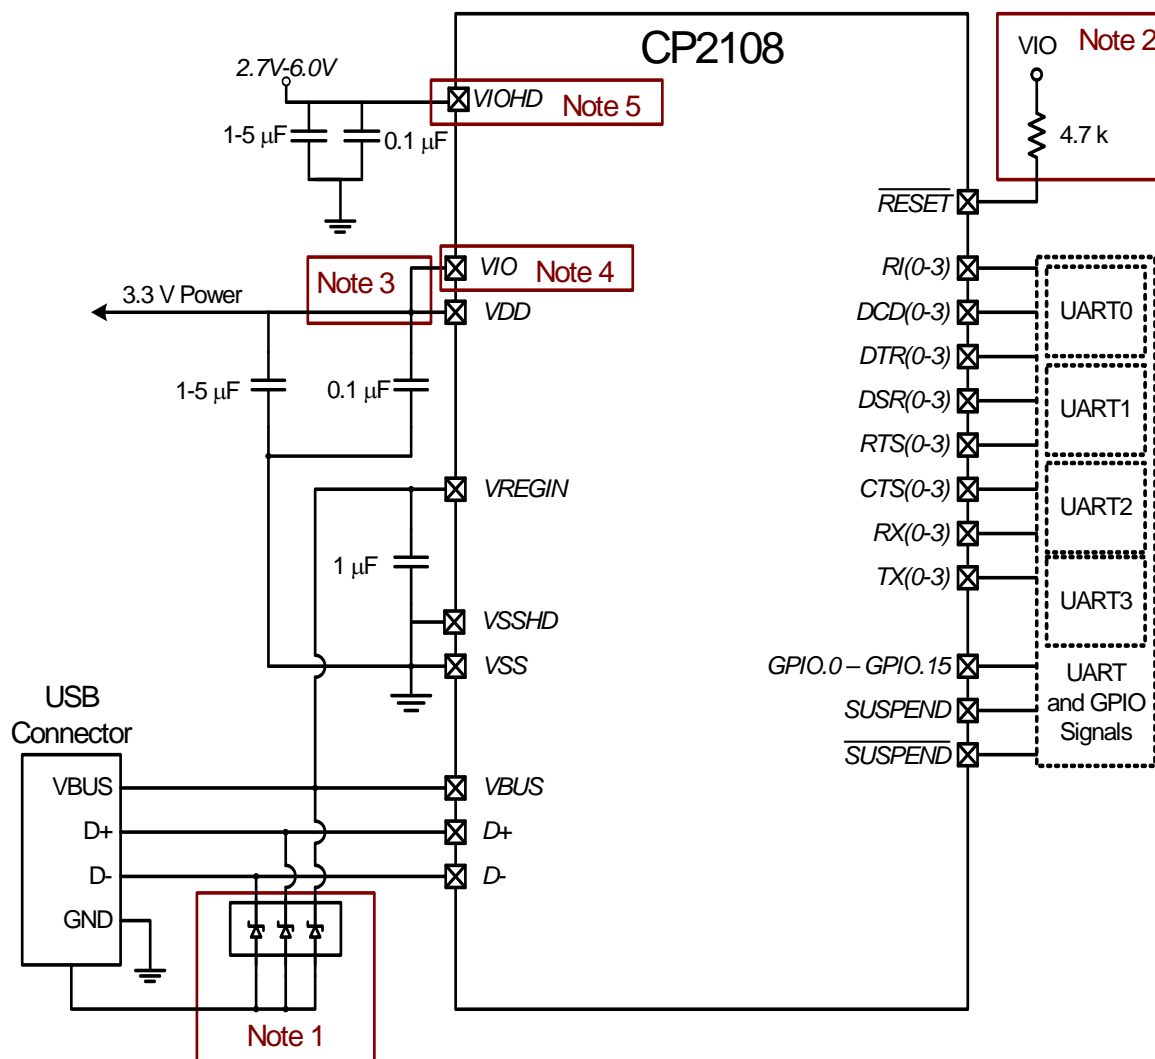 CP2108
2.7V-6.0V
VIOHD
Note 5
1-5 μF
0.1 μF
VIO
Note 2
4.7 k
RESET
VIO
Note 4
Note 3
3.3 V Power
VDD
1-5 μF
0.1 μF
VREGIN
1 μF
VSSHD
VSS
RI(0-3)
DCD(0-3)
DTR(0-3)
DSR(0-3)
RTS(0-3)
CTS(0-3)
RX(0-3)
TX(0-3)
GPIO.0 – GPIO.15
SUSPEND
SUSPEND
UART0
UART1
UART2
UART3
UART
and GPIO
Signals
USB
Connector
VBUS
D+
D-
GND
VBUS
D+
D-
Note 1